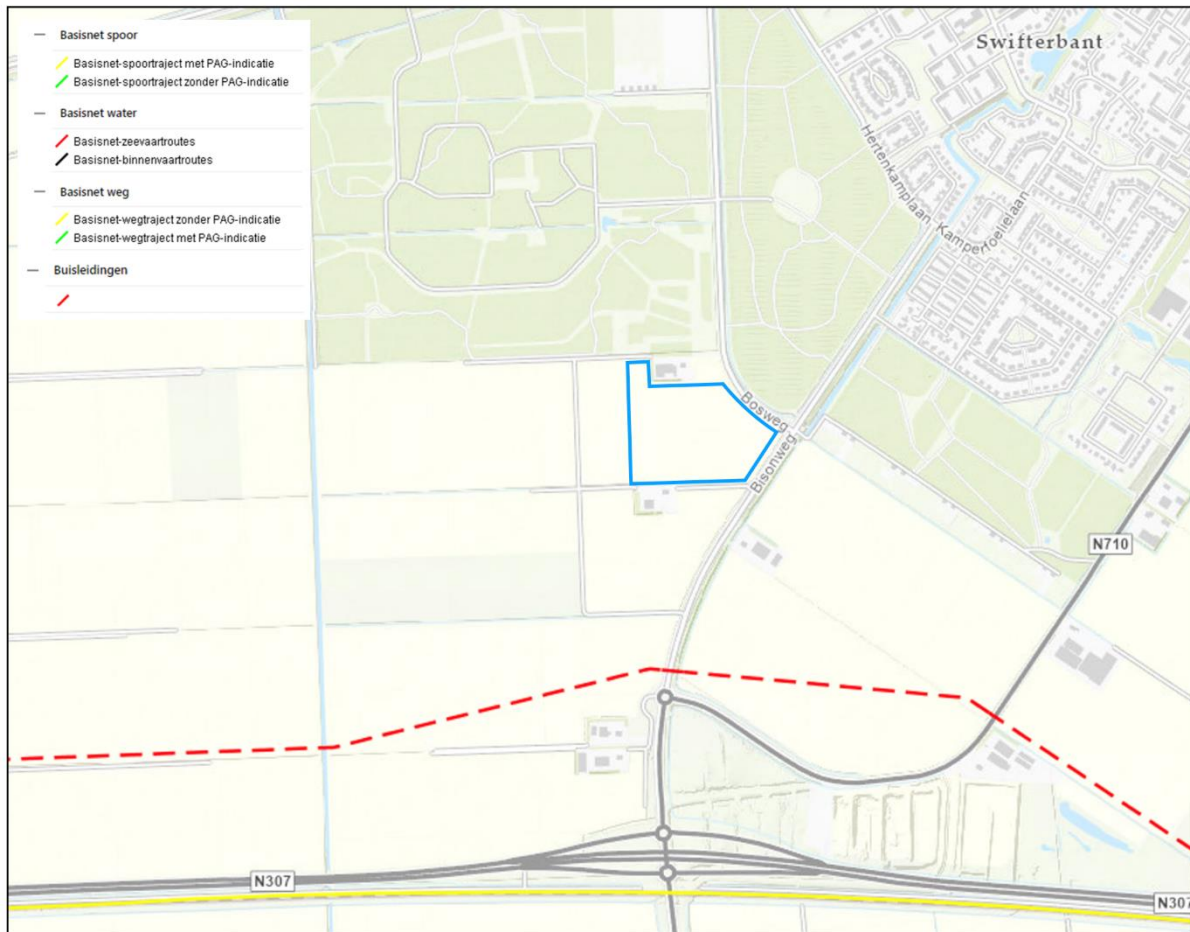 Basisnet spoor
Basisnet-spoortraject met PAG-indicatie
Basisnet-spoortraject zonder PAG-indicatie
Basisnet water
Basisnet-zeevaartroutes
Basisnet-binnenvaartroutes
Basisnet weg
Basisnet-wegtraject zonder PAG-indicatie
Basisnet-wegtraject met PAG-indicatie
Buisleidingen
Swifterbant
Hertenkamplaan
Kamperfoelielaan
Bosweg
Bisonweg
N710
N307
N307